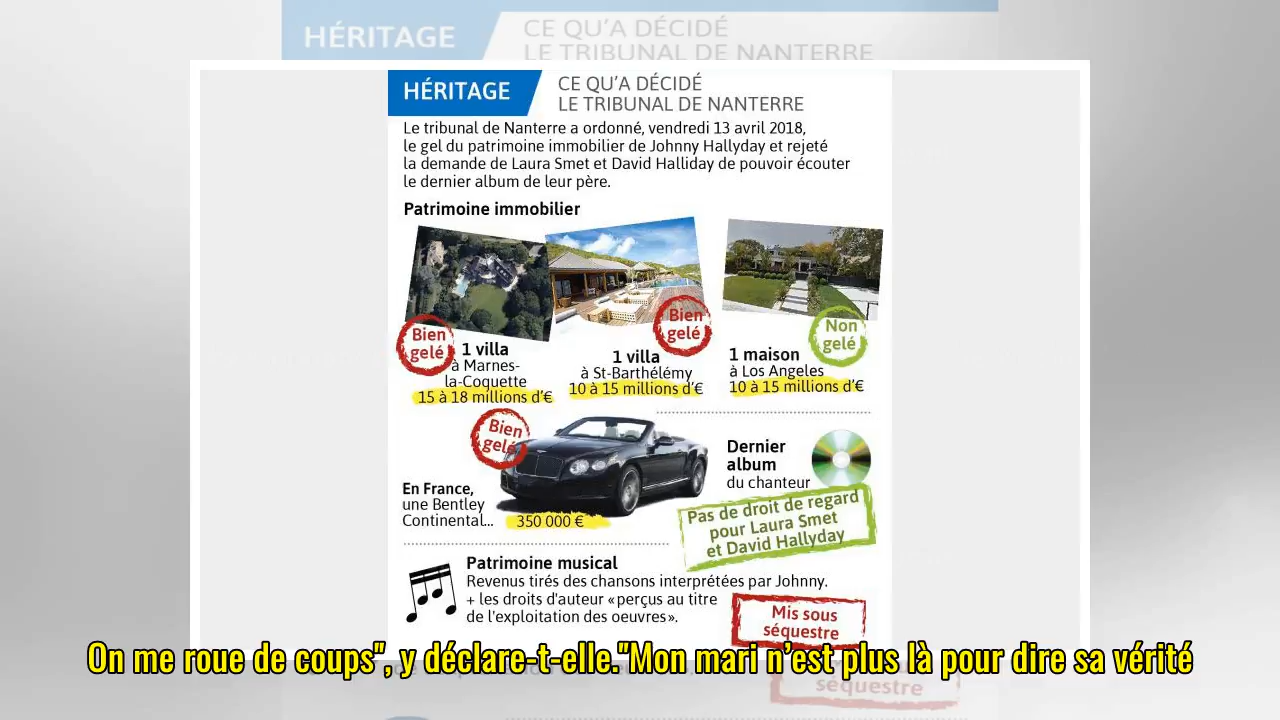 HÉRITAGE
CE QU'A DÉCIDÉ
LE TRIBUNAL DE NANTERRE
HÉRITAGE
CE QU'A DÉCIDÉ
LE TRIBUNAL DE NANTERRE
Le tribunal de Nanterre a ordonné, vendredi 13 avril 2018,
le gel du patrimoine immobilier de Johnny Hallyday et rejeté
la demande de Laura Smet et David Halliday de pouvoir écouter
le dernier album de leur père.
Patrimoine immobilier
Bien
gelé
1 villa
à Marnes-
la-Coquette
15 à 18 millions d'€
Bien
gelé
1 villa
à St-Barthélémy
10 à 15 millions d'€
Non
gelé
1 maison
à Los Angeles
10 à 15 millions d'€
Bien
gelé
En France,
une Bentley
Continental...
350 000 €
Dernier
album
du chanteur
Pas de droit de regard
pour Laura Smet
et David Hallyday
Patrimoine musical
Revenus tirés des chansons interprétées par Johnny.
+ les droits d'auteur «perçus au titre
de l'exploitation des oeuvres».
Mis sous
séquestre
On me roue de coups", y déclare-t-elle."Mon mari n'est plus là pour dire sa vérité
séquestre